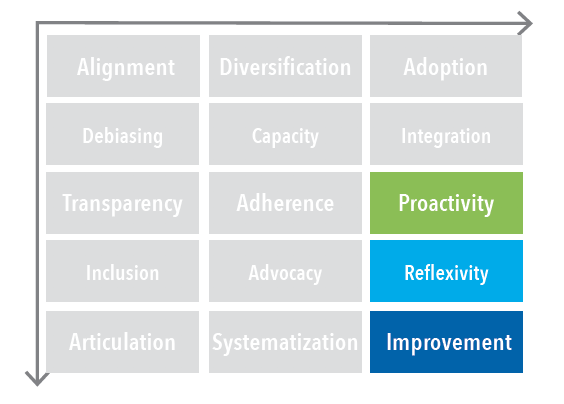 Alignment Diversification Adoption
Debiasing Capacity Integration
Transparency Adherence Proactivity
Inclusion Advocacy Reflexivity
Articulation Systematization Improvement